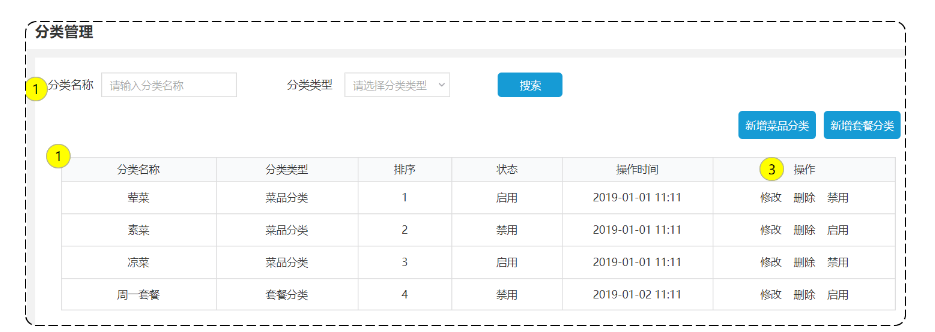 分类管理
1 分类名称 请输入分类名称 分类类型 请选择分类类型 搜索
新增菜品分类 新增套餐分类
1
分类名称 分类类型 排序 状态 操作时间 3 操作
荤菜 菜品分类 1 启用 2019-01-01 11:11 修改 删除 禁用
素菜 菜品分类 2 禁用 2019-01-01 11:11 修改 删除 启用
凉菜 菜品分类 3 启用 2019-01-01 11:11 修改 删除 禁用
周一套餐 套餐分类 4 禁用 2019-01-02 11:11 修改 删除 启用